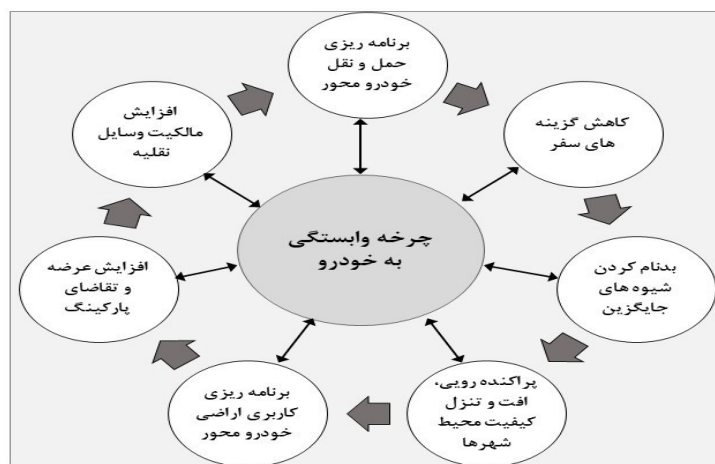 برنامه ریزی
حمل و نقل
خودرو محور
کاهش گزینه
های سفر
بدنام کردن
شیوه های
جایگزین
پراکنده رویی،
افت و تنزل
کیفیت محیط
شهرها
برنامه ریزی
کاربری اراضی
خودرو محور
افزایش عرضه
و تقاضای
پارکینگ
افزایش
مالکیت وسایل
نقلیه
چرخه وابستگی
به خودرو